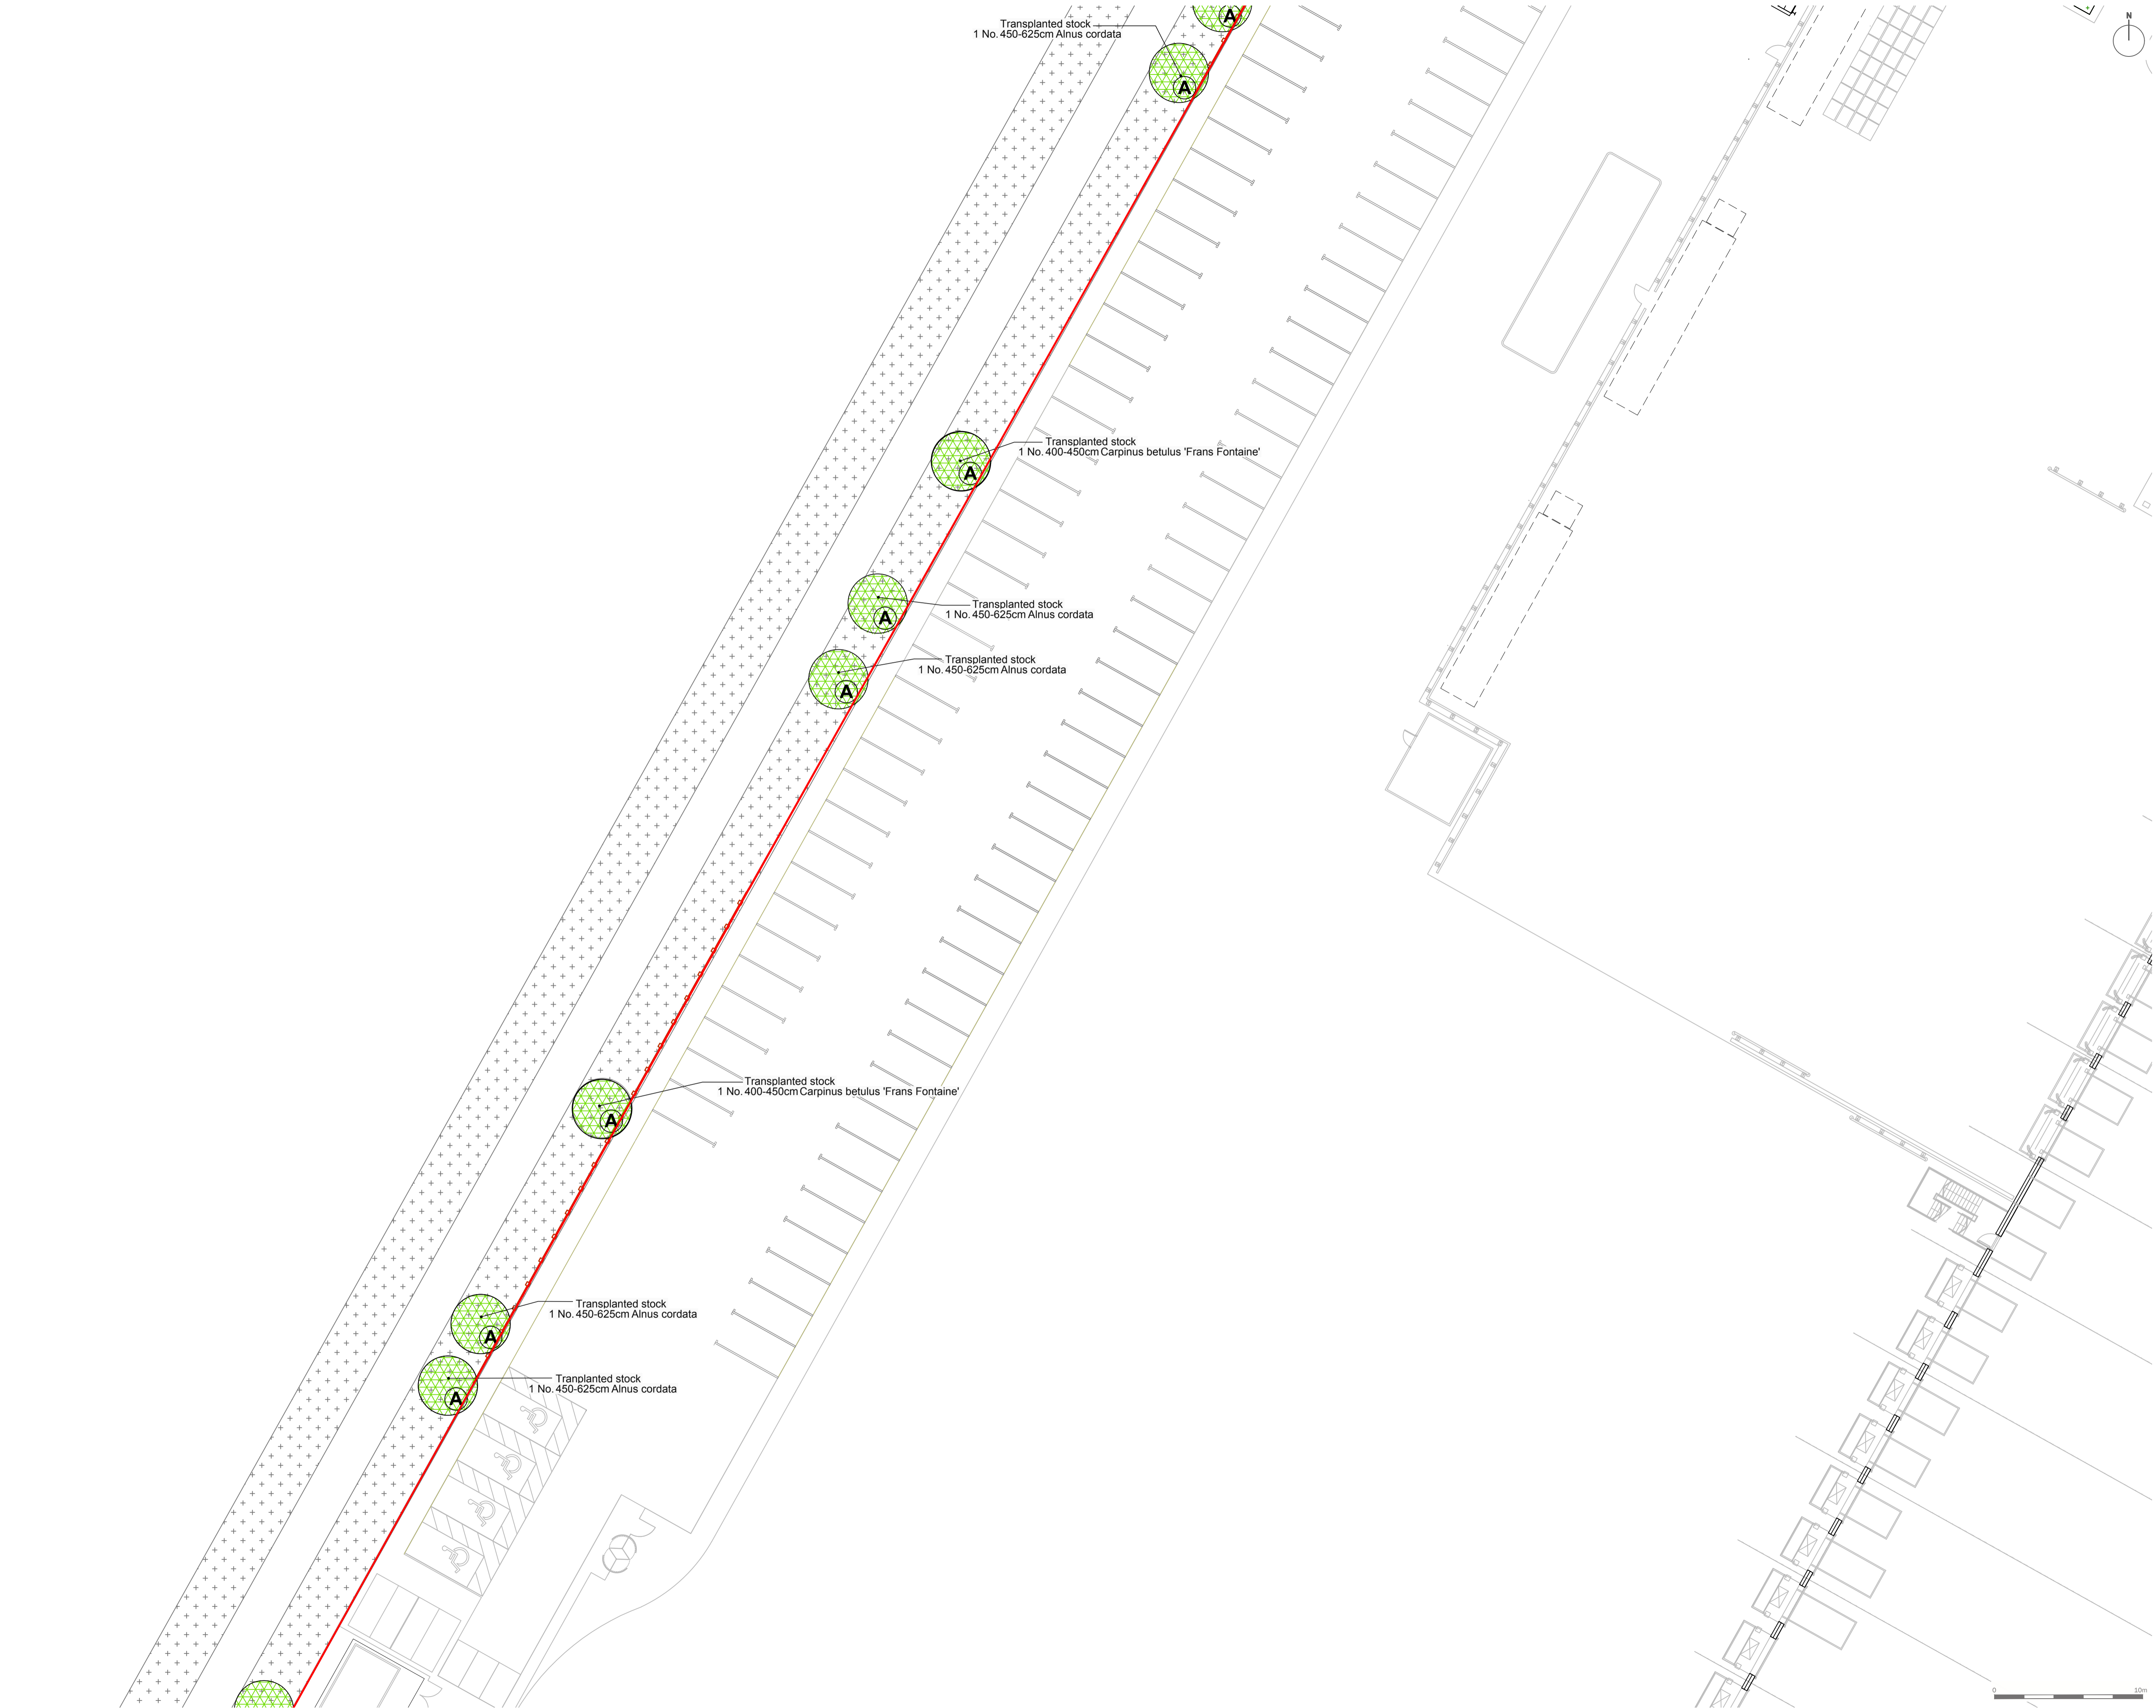 N
A
Transplanted stock
1 No. 450-625cm Alnus cordata
A
Transplanted stock
1 No. 400-450cm Carpinus betulus 'Frans Fontaine'
A
Transplanted stock
1 No. 450-625cm Alnus cordata
A
Transplanted stock
1 No. 450-625cm Alnus cordata
A
Transplanted stock
1 No. 400-450cm Carpinus betulus 'Frans Fontaine'
A
Transplanted stock
1 No. 450-625cm Alnus cordata
A
Tranplanted stock
1 No. 450-625cm Alnus cordata
A
0 10m